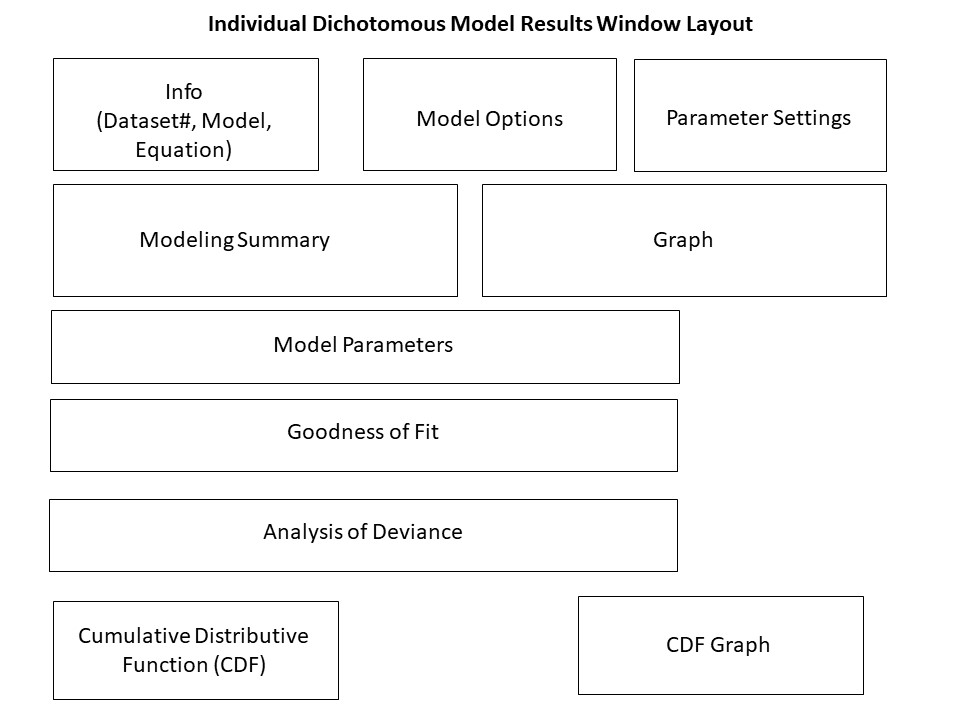 Individual Dichotomous Model Results Window Layout
Info
(Dataset#, Model,
Equation)
Model Options
Parameter Settings
Modeling Summary
Graph
Model Parameters
Goodness of Fit
Analysis of Deviance
Cumulative Distributive
Function (CDF)
CDF Graph